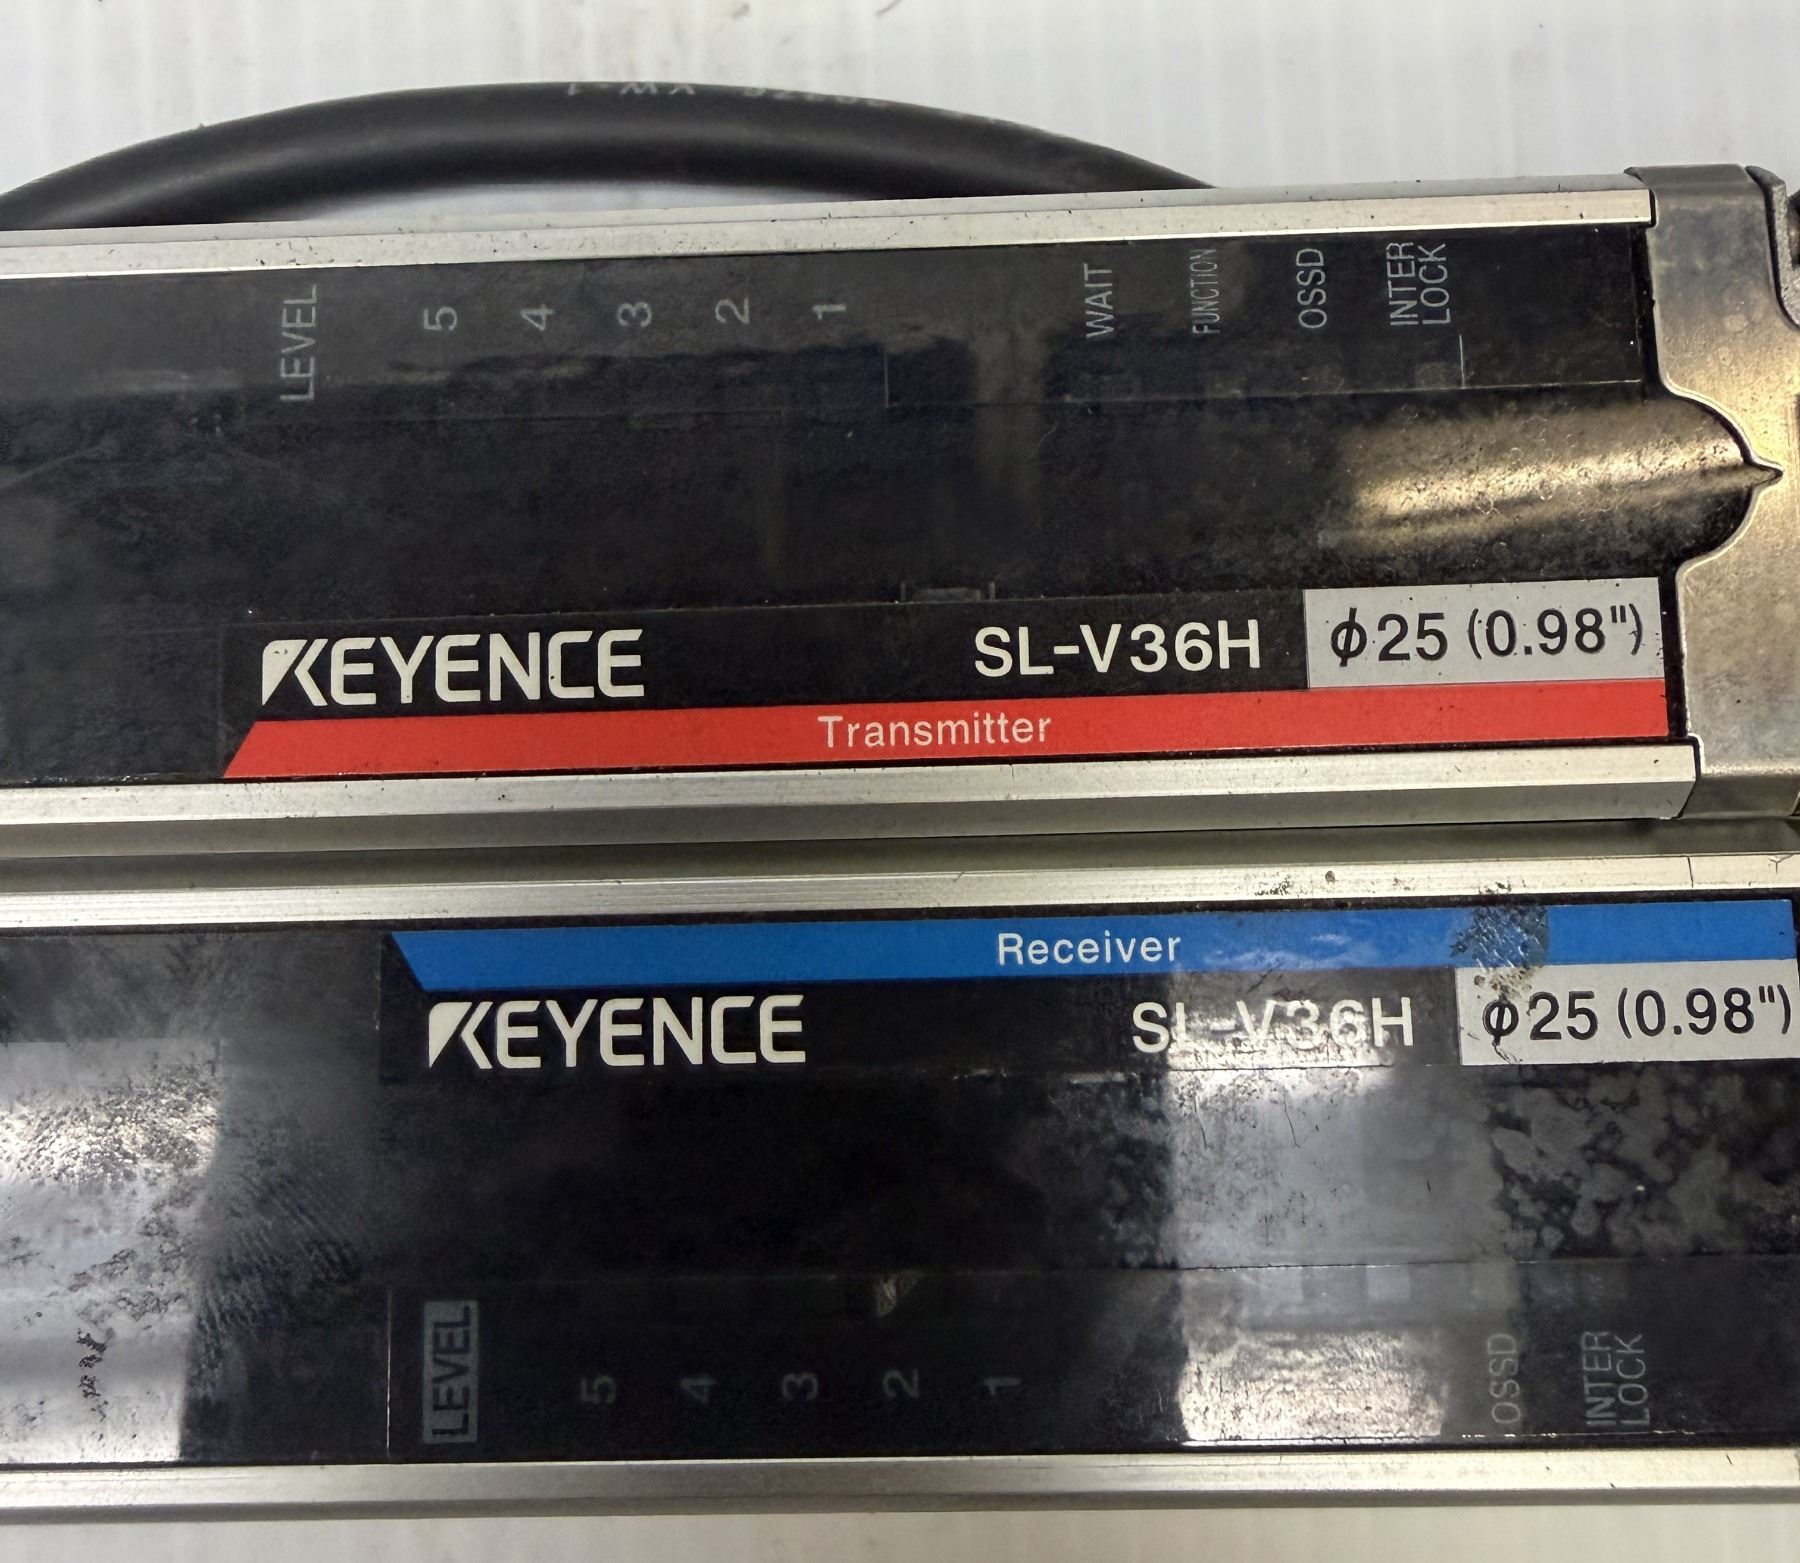 LEVEL
5
4
3
2
1
WAIT
FUNCTION
OSSD
INTER
LOCK
KEYENCE
SL-V36H
φ25 (0.98")
Transmitter
Receiver
KEYENCE
SL-V36H
φ25 (0.98")
LEVEL
5
4
3
2
1
OSSD
INTER
LOCK